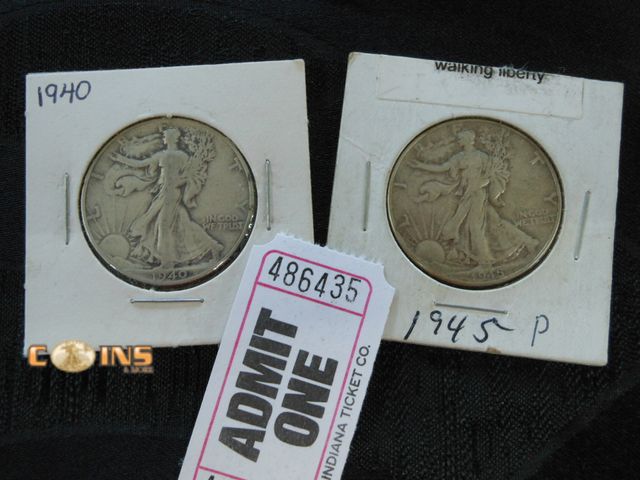 1940
LIBERTY
IN GOD
WE TRUST
1940
walking liberty
LIBERTY
IN GOD
WE TRUST
1945
1945 P
486435
ADMIT
ONE
INDIANA TICKET CO.
COINS
& MORE